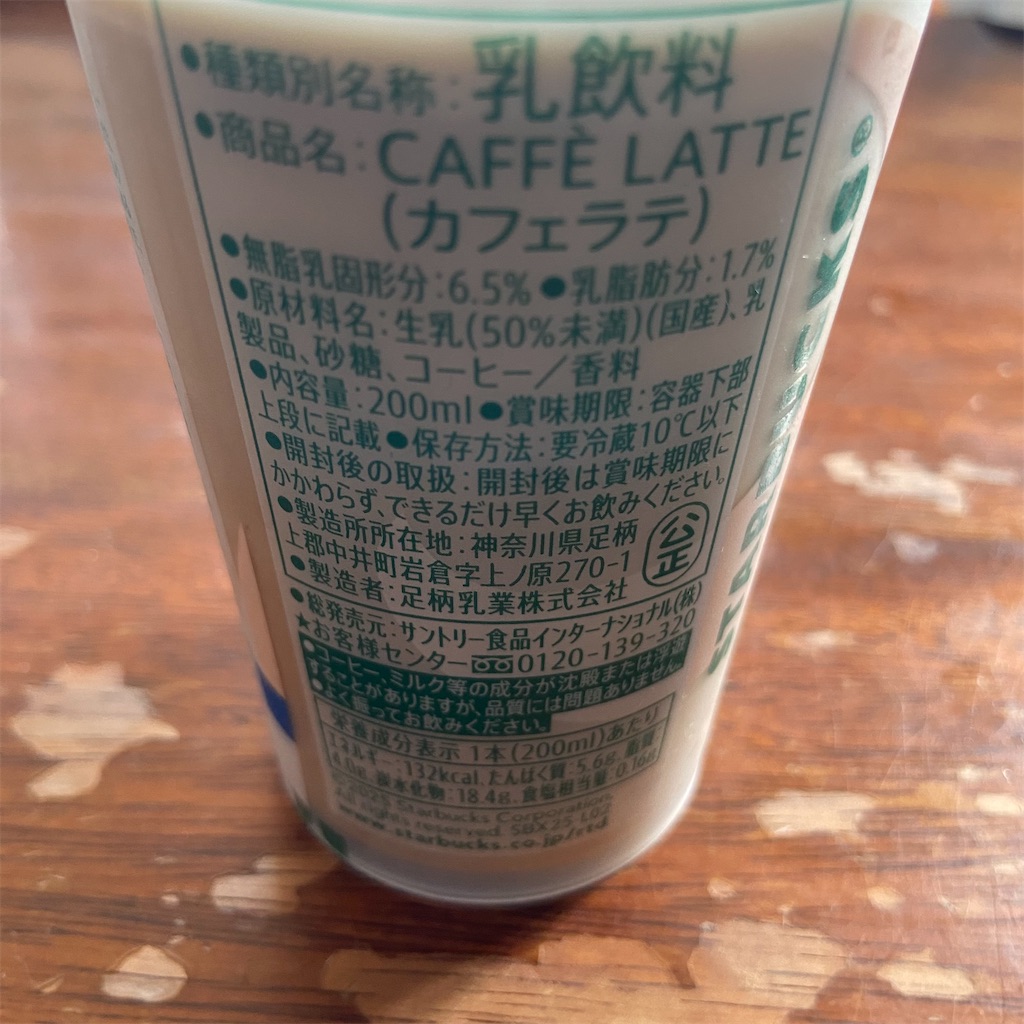 ●種類別名称:乳飲料
●商品名:CAFFÈ LATTE
(カフェラテ)
●無脂乳固形分:6.5% ●乳脂肪分:1.7%
●原材料名:生乳(50%未満)(国産)、乳
製品、砂糖、コーヒー/香料
●内容量:200ml ●賞味期限:容器下部
上段に記載 ●保存方法:要冷蔵10℃以下
●開封後の取扱:開封後は賞味期限に
かかわらず、できるだけ早くお飲みください。
●製造所所在地:神奈川県足柄
上郡中井町岩倉字上ノ原270-1
●製造者:足柄乳業株式会社
公正
●総発売元:サントリー食品インターナショナル(株)
★お客様センター 0120-139-320
●コーヒー、ミルク等の成分が沈殿または浮遊
することがありますが、品質には問題ありません。
●よく振ってお飲みください。
栄養成分表示 1本(200ml)あたり
エネルギー:132kcal、たんぱく質:5.6g、脂質:
4.0g、炭水化物:18.4g、食塩相当量:0.16g
Starbucks Corporation.
All rights reserved. SBX25-L02
www.starbucks.co.jp/rtd